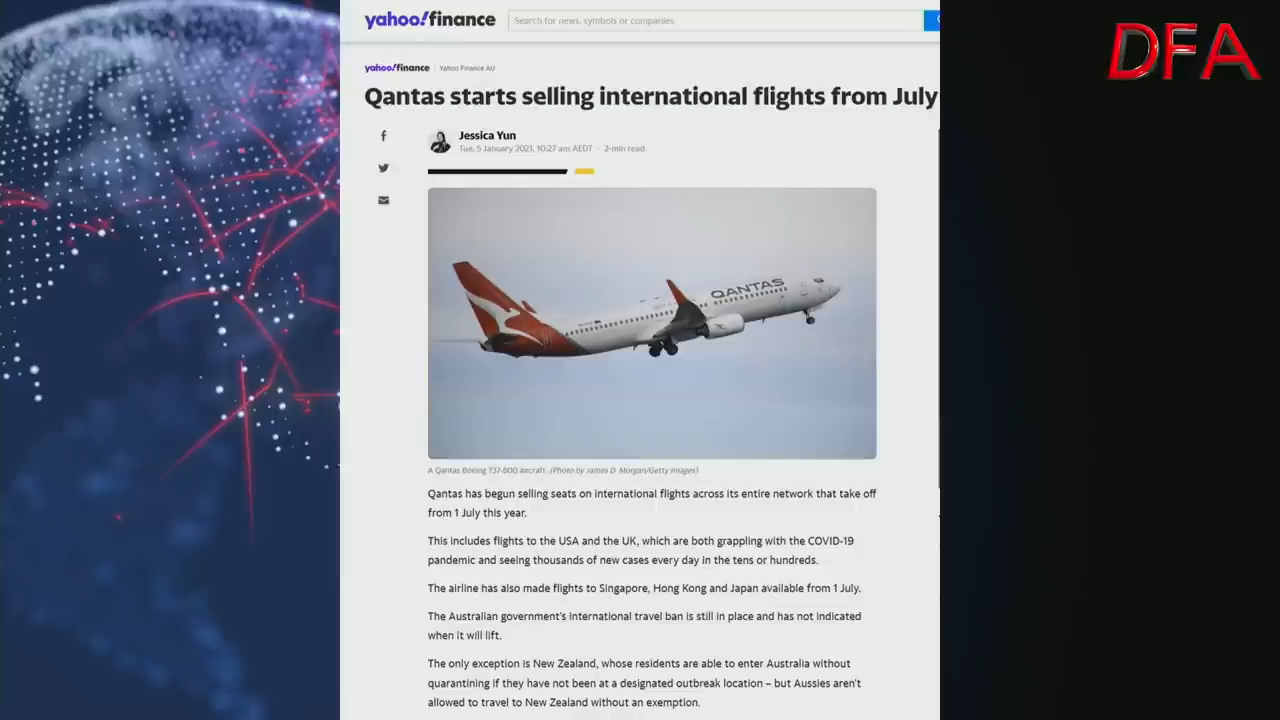 yahoo!finance
Search for news, symbols or companies
DFA
yahoo!finance
Yahoo Finance AU
Qantas starts selling international flights from July
Jessica Yun
Tue, 5 January 2021, 10:27 am AEDT · 2-min read
QANTAS
A Qantas Boeing 737-800 aircraft. (Photo by James D. Morgan/Getty Images)
Qantas has begun selling seats on international flights across its entire network that take off
from 1 July this year.
This includes flights to the USA and the UK, which are both grappling with the COVID-19
pandemic and seeing thousands of new cases every day in the tens or hundreds.
The airline has also made flights to Singapore, Hong Kong and Japan available from 1 July.
The Australian government's international travel ban is still in place and has not indicated
when it will lift.
The only exception is New Zealand, whose residents are able to enter Australia without
quarantining if they have not been at a designated outbreak location – but Aussies aren't
allowed to travel to New Zealand without an exemption.